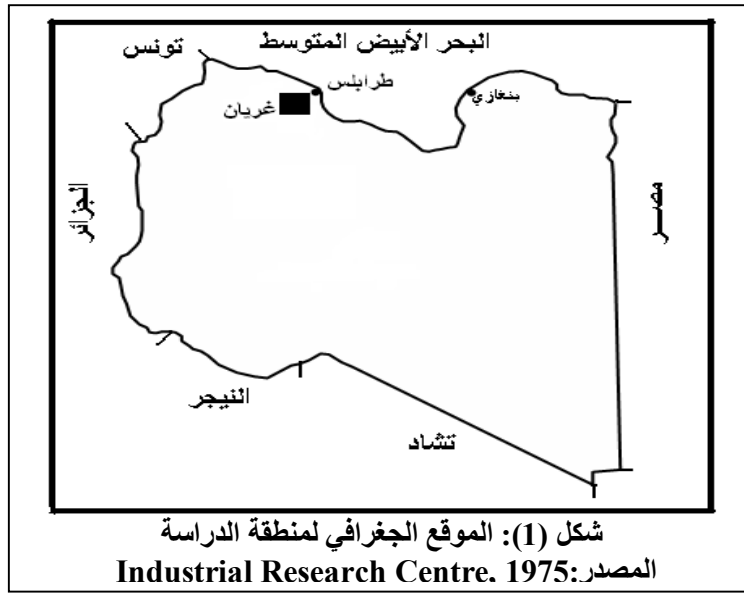 البحر الأبيض المتوسط
تونس
طرابلس
بنغازي
غريان
الجزائر
مصر
النيجر
تشاد
شكل (1): الموقع الجغرافي لمنطقة الدراسة
المصدر:Industrial Research Centre, 1975